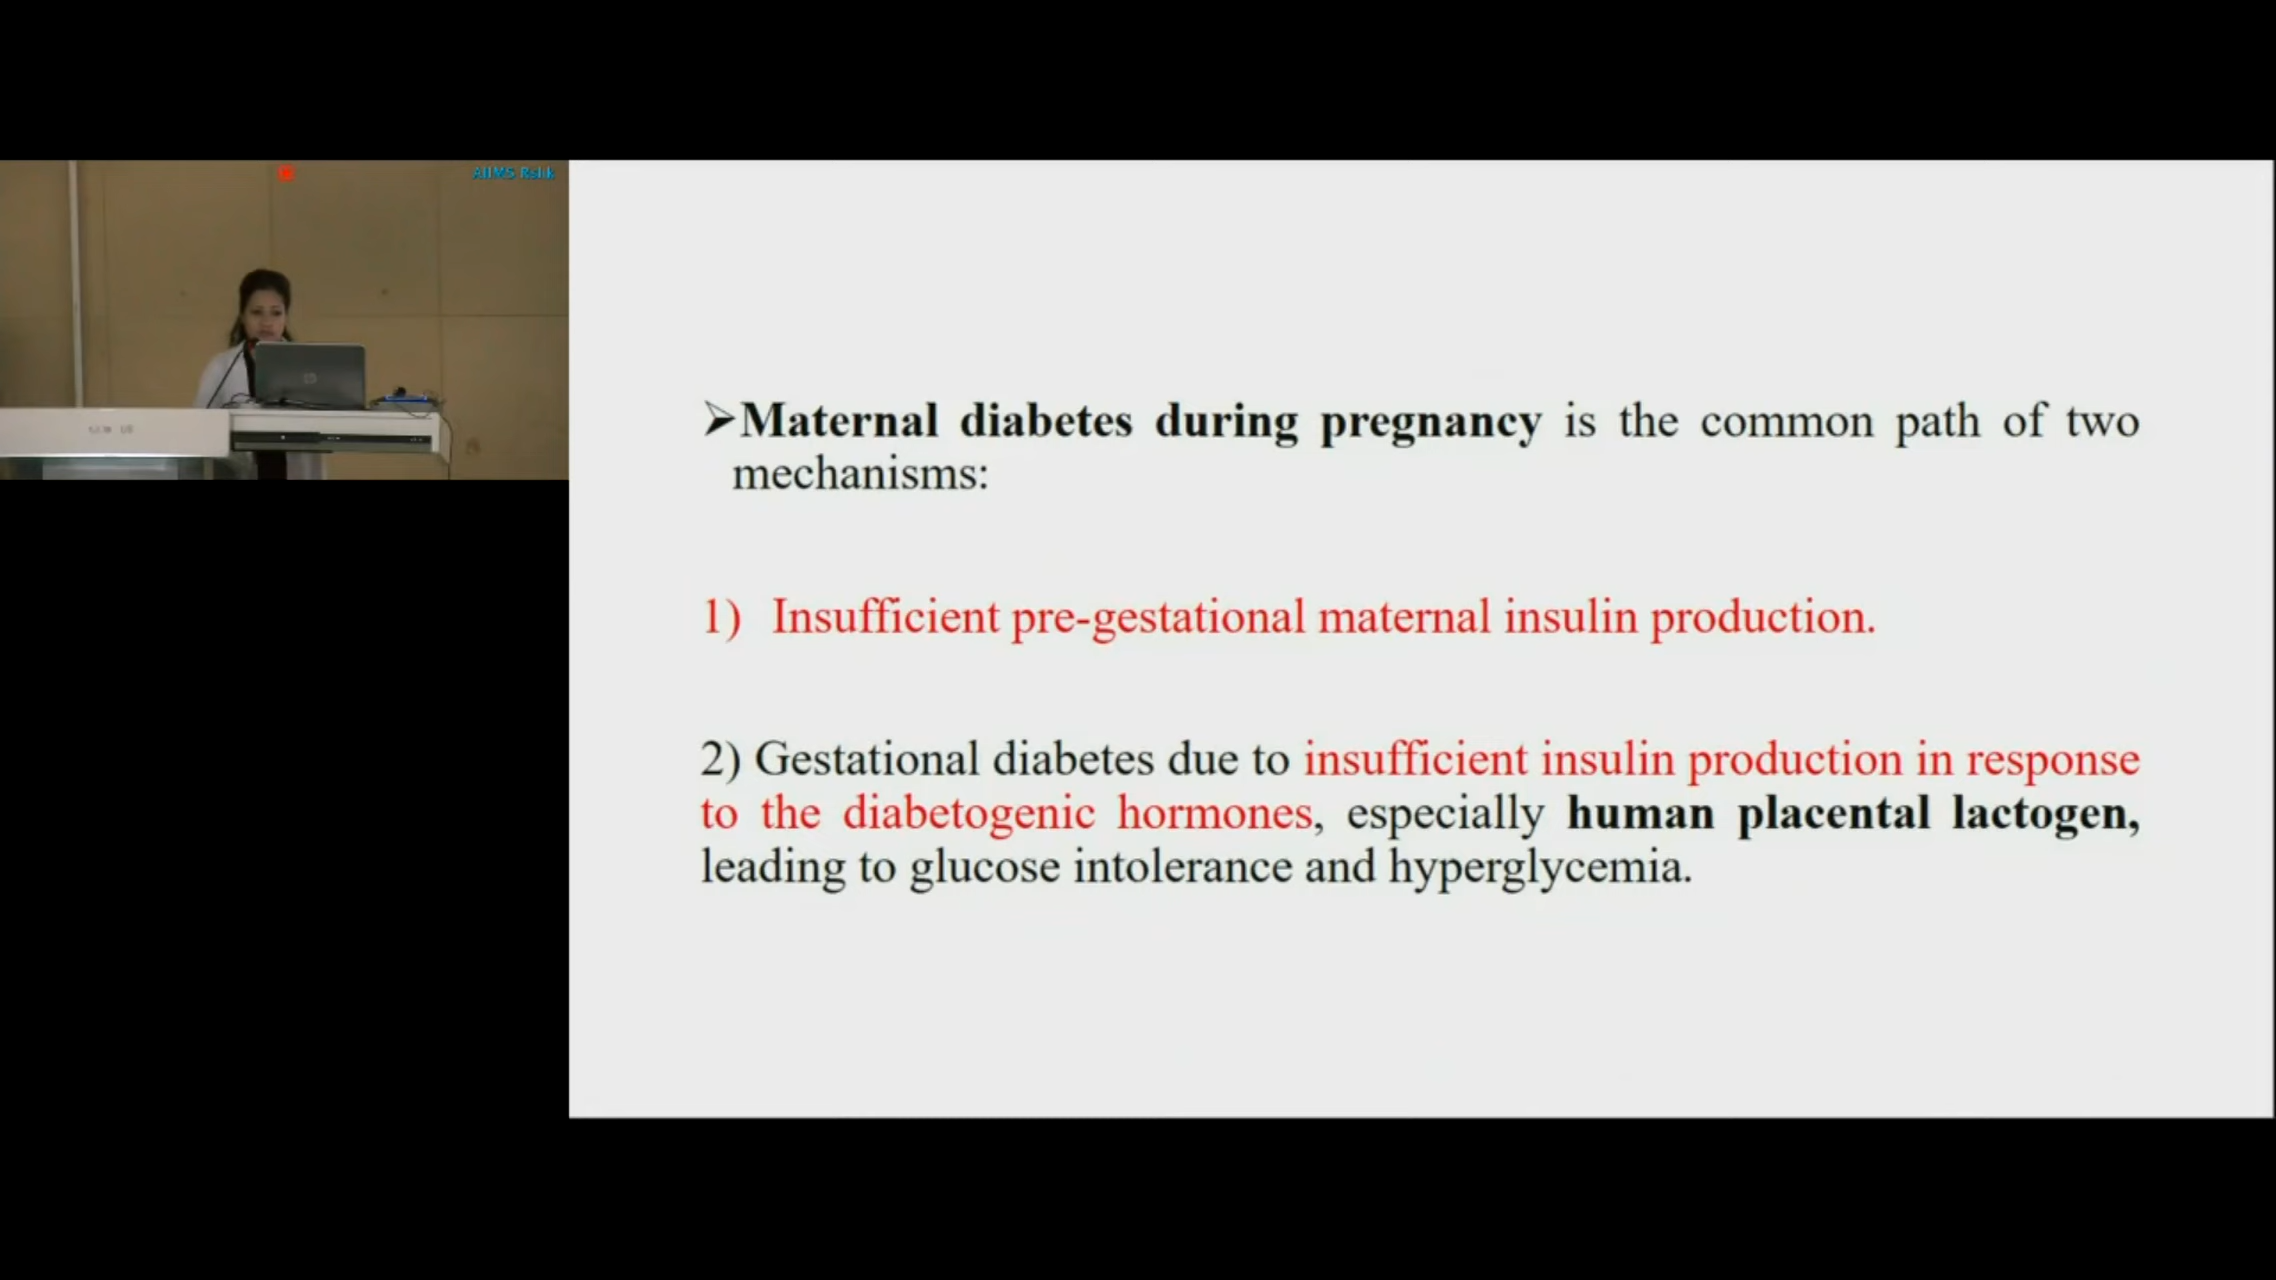 AIIMS Rshk
hp
➢Maternal diabetes during pregnancy is the common path of two
mechanisms:
1) Insufficient pre-gestational maternal insulin production.
2) Gestational diabetes due to insufficient insulin production in response
to the diabetogenic hormones, especially human placental lactogen,
leading to glucose intolerance and hyperglycemia.